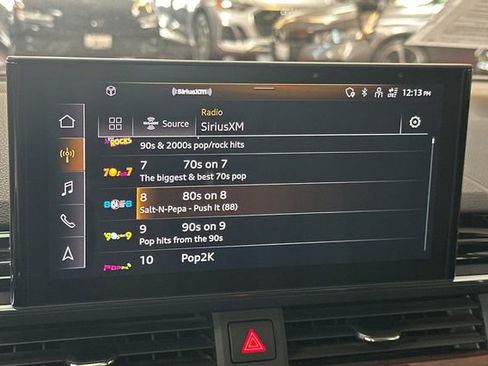 ((SiriusXM))
12:13 PM
Radio
Source
SiriusXM
ROCKS
90s & 2000s pop/rock hits
7 70s on 7
The biggest & best 70s pop
8 80s on 8
Salt-N-Pepa - Push It (88)
9 90s on 9
Pop hits from the 90s
10 Pop2K